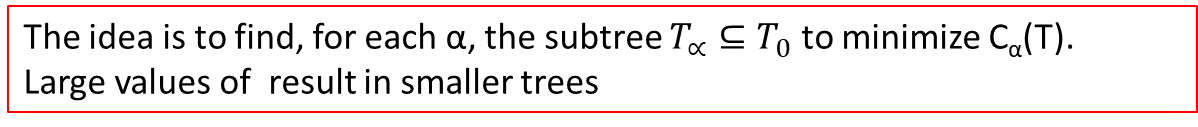 The idea is to find, for each α, the subtree T∝ ⊆ T0 to minimize Cα(T).
Large values of  result in smaller trees